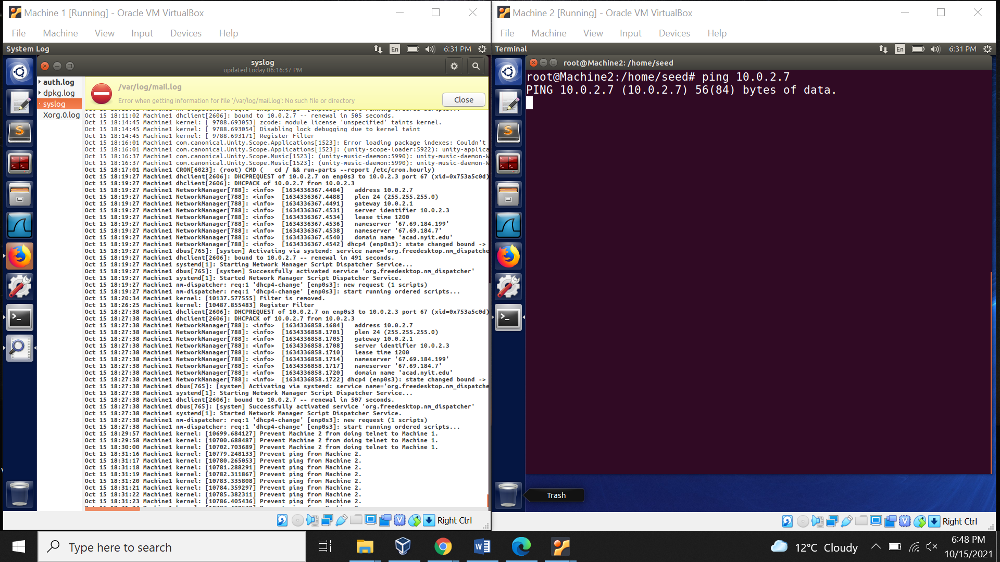 Machine 1 [Running] - Oracle VM VirtualBox
File Machine View Input Devices Help
System Log
En
6:31 PM
syslog
updated today 06:16:37 PM
auth.log
dpkg.log
syslog
Xorg.0.log
/var/log/mail.log
Error when getting information for file '/var/log/mail.log': No such file or directory
Close
Oct 15 18:11:02 Machine1 dhclient[2606]: bound to 10.0.2.7 -- renewal in 505 seconds.
Oct 15 18:14:45 Machine1 kernel: [ 9788.693053] zcode: module license 'unspecified' taints kernel.
Oct 15 18:14:45 Machine1 kernel: [ 9788.693054] Disabling lock debugging due to kernel taint
Oct 15 18:14:45 Machine1 kernel: [ 9788.693171] Register Filter
Oct 15 18:16:01 Machine1 com.canonical.Unity.Scope.Applications[1523]: Error loading package indexes: Couldn't
Oct 15 18:16:01 Machine1 com.canonical.Unity.Scope.Applications[1523]: (unity-scope-loader:5922): unity-applica
Oct 15 18:16:37 Machine1 com.canonical.Unity.Scope.Music[1523]: (unity-music-daemon:5990): unity-music-daemon-W
Oct 15 18:16:37 Machine1 com.canonical.Unity.Scope.Music[1523]: (unity-music-daemon:5990): unity-music-daemon-W
Oct 15 18:17:01 Machine1 CRON[6023]: (root) CMD (   cd / && run-parts --report /etc/cron.hourly)
Oct 15 18:19:27 Machine1 dhclient[2606]: DHCPREQUEST of 10.0.2.7 on enp0s3 to 10.0.2.3 port 67 (xid=0x753a5c0d)
Oct 15 18:19:27 Machine1 dhclient[2606]: DHCPACK of 10.0.2.7 from 10.0.2.3
Oct 15 18:19:27 Machine1 NetworkManager[788]: <info>  [1634336367.4484]   address 10.0.2.7
Oct 15 18:19:27 Machine1 NetworkManager[788]: <info>  [1634336367.4488]   plen 24 (255.255.255.0)
Oct 15 18:19:27 Machine1 NetworkManager[788]: <info>  [1634336367.4491]   gateway 10.0.2.1
Oct 15 18:19:27 Machine1 NetworkManager[788]: <info>  [1634336367.4531]   server identifier 10.0.2.3
Oct 15 18:19:27 Machine1 NetworkManager[788]: <info>  [1634336367.4534]   lease time 1200
Oct 15 18:19:27 Machine1 NetworkManager[788]: <info>  [1634336367.4536]   nameserver '67.69.184.199'
Oct 15 18:19:27 Machine1 NetworkManager[788]: <info>  [1634336367.4538]   nameserver '67.69.184.7'
Oct 15 18:19:27 Machine1 NetworkManager[788]: <info>  [1634336367.4540]   domain name 'acad.nyit.edu'
Oct 15 18:19:27 Machine1 NetworkManager[788]: <info>  [1634336367.4542] dhcp4 (enp0s3): state changed bound ->
Oct 15 18:19:27 Machine1 dbus[765]: [system] Activating via systemd: service name='org.freedesktop.nm_dispatche
Oct 15 18:19:27 Machine1 dhclient[2606]: bound to 10.0.2.7 -- renewal in 491 seconds.
Oct 15 18:19:27 Machine1 systemd[1]: Starting Network Manager Script Dispatcher Service...
Oct 15 18:19:27 Machine1 dbus[765]: [system] Successfully activated service 'org.freedesktop.nm_dispatcher'
Oct 15 18:19:27 Machine1 systemd[1]: Started Network Manager Script Dispatcher Service.
Oct 15 18:19:27 Machine1 nm-dispatcher: req:1 'dhcp4-change' [enp0s3]: new request (1 scripts)
Oct 15 18:19:27 Machine1 nm-dispatcher: req:1 'dhcp4-change' [enp0s3]: start running ordered scripts...
Oct 15 18:20:34 Machine1 kernel: [10137.577555] Filter is removed.
Oct 15 18:26:25 Machine1 kernel: [10487.855483] Register Filter
Oct 15 18:27:38 Machine1 dhclient[2606]: DHCPREQUEST of 10.0.2.7 on enp0s3 to 10.0.2.3 port 67 (xid=0x753a5c0d)
Oct 15 18:27:38 Machine1 dhclient[2606]: DHCPACK of 10.0.2.7 from 10.0.2.3
Oct 15 18:27:38 Machine1 NetworkManager[788]: <info>  [1634336858.1684]   address 10.0.2.7
Oct 15 18:27:38 Machine1 NetworkManager[788]: <info>  [1634336858.1701]   plen 24 (255.255.255.0)
Oct 15 18:27:38 Machine1 NetworkManager[788]: <info>  [1634336858.1705]   gateway 10.0.2.1
Oct 15 18:27:38 Machine1 NetworkManager[788]: <info>  [1634336858.1708]   server identifier 10.0.2.3
Oct 15 18:27:38 Machine1 NetworkManager[788]: <info>  [1634336858.1710]   lease time 1200
Oct 15 18:27:38 Machine1 NetworkManager[788]: <info>  [1634336858.1714]   nameserver '67.69.184.199'
Oct 15 18:27:38 Machine1 NetworkManager[788]: <info>  [1634336858.1717]   nameserver '67.69.184.7'
Oct 15 18:27:38 Machine1 NetworkManager[788]: <info>  [1634336858.1720]   domain name 'acad.nyit.edu'
Oct 15 18:27:38 Machine1 NetworkManager[788]: <info>  [1634336858.1722] dhcp4 (enp0s3): state changed bound ->
Oct 15 18:27:38 Machine1 dbus[765]: [system] Activating via systemd: service name='org.freedesktop.nm_dispatche
Oct 15 18:27:38 Machine1 systemd[1]: Starting Network Manager Script Dispatcher Service...
Oct 15 18:27:38 Machine1 dhclient[2606]: bound to 10.0.2.7 -- renewal in 507 seconds.
Oct 15 18:27:38 Machine1 dbus[765]: [system] Successfully activated service 'org.freedesktop.nm_dispatcher'
Oct 15 18:27:38 Machine1 systemd[1]: Started Network Manager Script Dispatcher Service.
Oct 15 18:27:38 Machine1 nm-dispatcher: req:1 'dhcp4-change' [enp0s3]: new request (1 scripts)
Oct 15 18:27:38 Machine1 nm-dispatcher: req:1 'dhcp4-change' [enp0s3]: start running ordered scripts...
Oct 15 18:29:57 Machine1 kernel: [10699.684127] Prevent Machine 2 from doing telnet to Machine 1.
Oct 15 18:29:58 Machine1 kernel: [10700.688487] Prevent Machine 2 from doing telnet to Machine 1.
Oct 15 18:30:00 Machine1 kernel: [10702.703689] Prevent Machine 2 from doing telnet to Machine 1.
Oct 15 18:31:16 Machine1 kernel: [10779.248133] Prevent ping from Machine 2.
Oct 15 18:31:17 Machine1 kernel: [10780.265053] Prevent ping from Machine 2.
Oct 15 18:31:18 Machine1 kernel: [10781.288291] Prevent ping from Machine 2.
Oct 15 18:31:19 Machine1 kernel: [10782.311867] Prevent ping from Machine 2.
Oct 15 18:31:20 Machine1 kernel: [10783.335808] Prevent ping from Machine 2.
Oct 15 18:31:21 Machine1 kernel: [10784.359297] Prevent ping from Machine 2.
Oct 15 18:31:22 Machine1 kernel: [10785.382311] Prevent ping from Machine 2.
Oct 15 18:31:23 Machine1 kernel: [10786.405436] Prevent ping from Machine 2.
Right Ctrl
Machine 2 [Running] - Oracle VM VirtualBox
File Machine View Input Devices Help
Terminal
En
6:31 PM
root@Machine2: /home/seed
root@Machine2:/home/seed# ping 10.0.2.7
PING 10.0.2.7 (10.0.2.7) 56(84) bytes of data.
Trash
Right Ctrl
Type here to search
12°C Cloudy
6:48 PM
10/15/2021